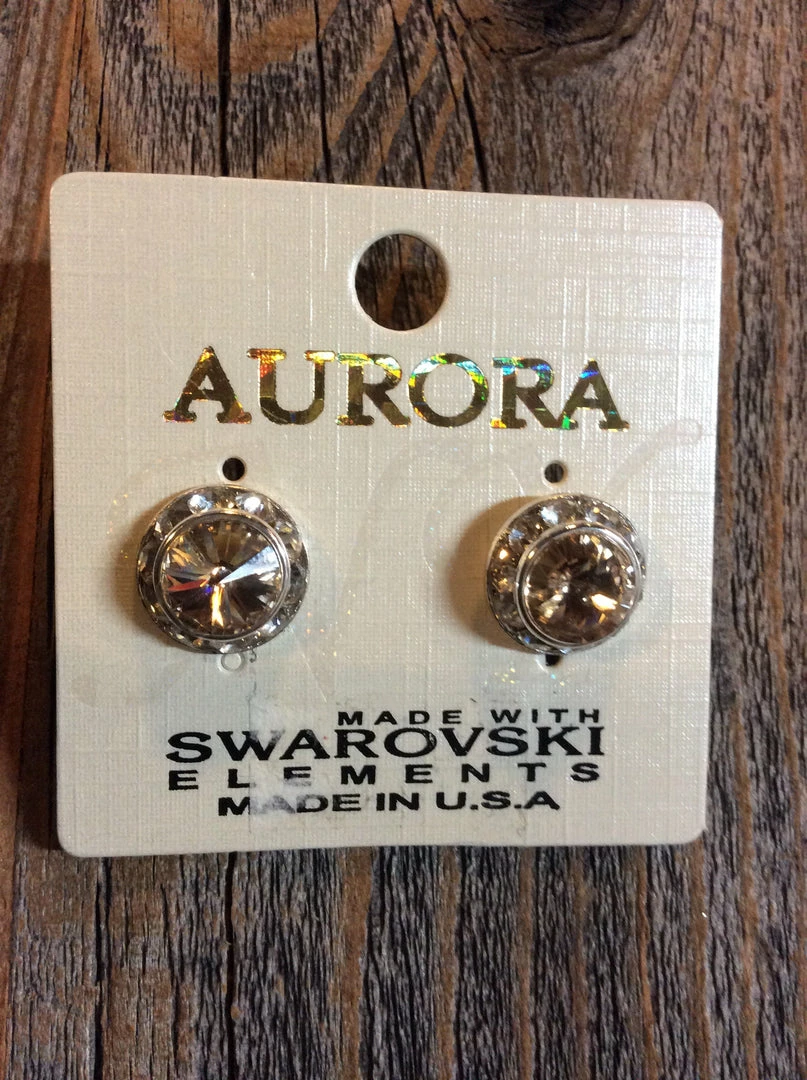 AURORA
MADE WITH
SWAROVSKI
ELEMENTS
MADE IN U.S.A